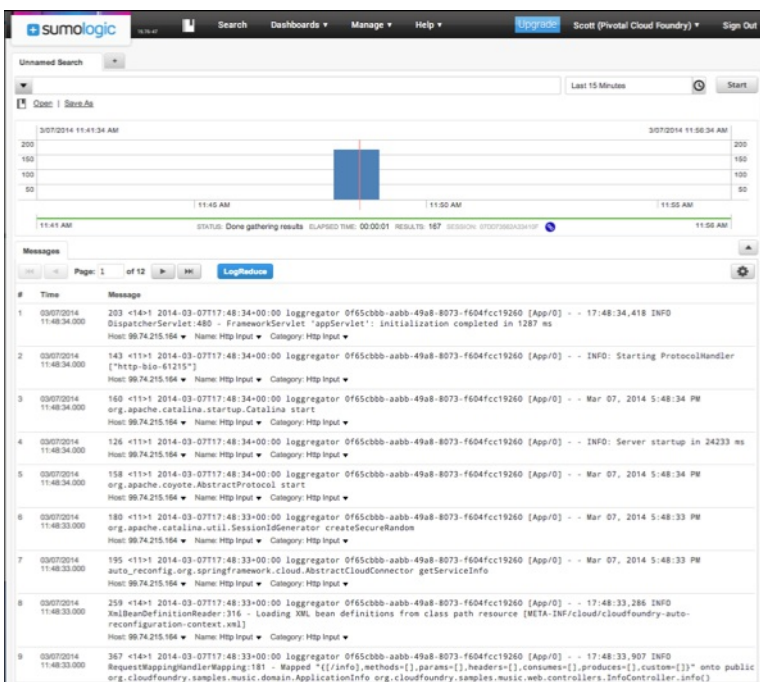 sumologic
Search Dashboards ▾ Manage ▾ Help ▾ Upgrade Scott (Pivotal Cloud Foundry) ▾ Sign Out
Unnamed Search +
Last 15 Minutes Start
Open | Save As
3/07/2014 11:41:34 AM 3/07/2014 11:56:34 AM
200 200
150 150
100 100
50 50
11:45 AM 11:50 AM 11:55 AM
11:41 AM STATUS: Done gathering results ELAPSED TIME: 00:00:01 RESULTS: 167 SESSION: 11:56 AM
Messages
Page: 1 of 12 LogReduce
# Time Message
1 03/07/2014 203 <14>1 2014-03-07T17:48:34+00:00 loggregator 0f65cbbb-aabb-49a8-8073-f604fcc19260 [App/0] - - 17:48:34,418 INFO
11:48:34.000 DispatcherServlet:480 - FrameworkServlet 'appServlet': initialization completed in 1287 ms
Host: 99.74.215.164 ▾ Name: Http Input ▾ Category: Http Input ▾
2 03/07/2014 143 <11>1 2014-03-07T17:48:34+00:00 loggregator 0f65cbbb-aabb-49a8-8073-f604fcc19260 [App/0] - - INFO: Starting ProtocolHandler
11:48:34.000 ["http-bio-61215"]
Host: 99.74.215.164 ▾ Name: Http Input ▾ Category: Http Input ▾
3 03/07/2014 160 <11>1 2014-03-07T17:48:34+00:00 loggregator 0f65cbbb-aabb-49a8-8073-f604fcc19260 [App/0] - - Mar 07, 2014 5:48:34 PM
11:48:34.000 org.apache.catalina.startup.Catalina start
Host: 99.74.215.164 ▾ Name: Http Input ▾ Category: Http Input ▾
4 03/07/2014 126 <11>1 2014-03-07T17:48:34+00:00 loggregator 0f65cbbb-aabb-49a8-8073-f604fcc19260 [App/0] - - INFO: Server startup in 24233 ms
11:48:34.000 Host: 99.74.215.164 ▾ Name: Http Input ▾ Category: Http Input ▾
5 03/07/2014 158 <11>1 2014-03-07T17:48:34+00:00 loggregator 0f65cbbb-aabb-49a8-8073-f604fcc19260 [App/0] - - Mar 07, 2014 5:48:34 PM
11:48:34.000 org.apache.coyote.AbstractProtocol start
Host: 99.74.215.164 ▾ Name: Http Input ▾ Category: Http Input ▾
6 03/07/2014 180 <11>1 2014-03-07T17:48:33+00:00 loggregator 0f65cbbb-aabb-49a8-8073-f604fcc19260 [App/0] - - Mar 07, 2014 5:48:33 PM
11:48:33.000 org.apache.catalina.util.SessionIdGenerator createSecureRandom
Host: 99.74.215.164 ▾ Name: Http Input ▾ Category: Http Input ▾
7 03/07/2014 195 <11>1 2014-03-07T17:48:33+00:00 loggregator 0f65cbbb-aabb-49a8-8073-f604fcc19260 [App/0] - - Mar 07, 2014 5:48:33 PM
11:48:33.000 auto_reconfig.org.springframework.cloud.AbstractCloudConnector getServiceInfo
Host: 99.74.215.164 ▾ Name: Http Input ▾ Category: Http Input ▾
8 03/07/2014 259 <14>1 2014-03-07T17:48:33+00:00 loggregator 0f65cbbb-aabb-49a8-8073-f604fcc19260 [App/0] - - 17:48:33,286 INFO
11:48:33.000 XmlBeanDefinitionReader:316 - Loading XML bean definitions from class path resource [META-INF/cloud/cloudfoundry-auto-
reconfiguration-context.xml]
Host: 99.74.215.164 ▾ Name: Http Input ▾ Category: Http Input ▾
9 03/07/2014 367 <14>1 2014-03-07T17:48:33+00:00 loggregator 0f65cbbb-aabb-49a8-8073-f604fcc19260 [App/0] - - 17:48:33,907 INFO
11:48:33.000 RequestMappingHandlerMapping:181 - Mapped "{[/info],methods=[],params=[],headers=[],consumes=[],produces=[],custom=[]}" onto public
org.cloudfoundry.samples.music.domain.ApplicationInfo org.cloudfoundry.samples.music.web.controllers.InfoController.info()